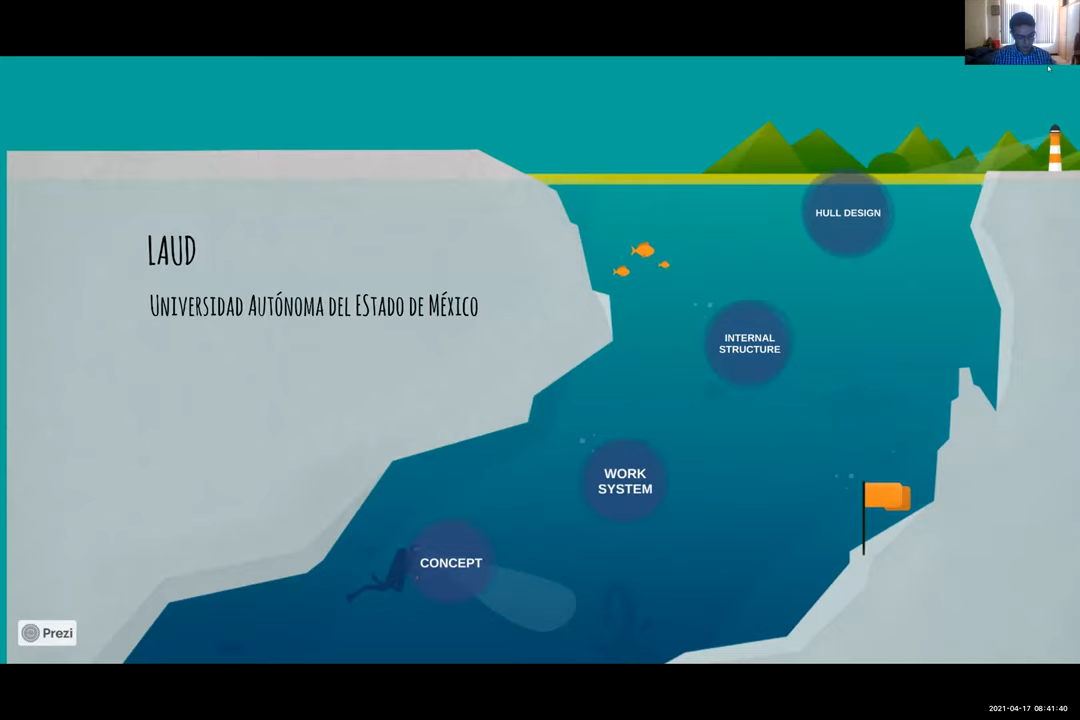 HULL DESIGN
LAUD
UNIVERSIDAD AUTÓNOMA DEL ESTADO DE MÉXICO
INTERNAL
STRUCTURE
WORK
SYSTEM
CONCEPT
Prezi
2021-04-17 08:41:40